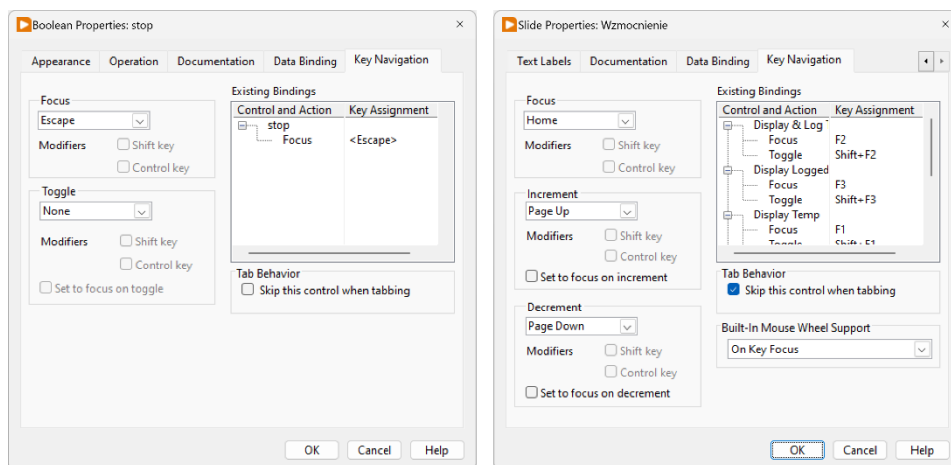 Boolean Properties: stop
Appearance Operation Documentation Data Binding Key Navigation
Focus
Escape
Modifiers Shift key
Control key
Toggle
None
Modifiers Shift key
Control key
Set to focus on toggle
Existing Bindings
Control and Action Key Assignment
stop
Focus <Escape>
Tab Behavior
Skip this control when tabbing
OK Cancel Help
Slide Properties: Wzmocnienie
Text Labels Documentation Data Binding Key Navigation
Focus
Home
Modifiers Shift key
Control key
Increment
Page Up
Modifiers Shift key
Control key
Set to focus on increment
Decrement
Page Down
Modifiers Shift key
Control key
Set to focus on decrement
Existing Bindings
Control and Action Key Assignment
Display & Log
Focus F2
Toggle Shift+F2
Display Logged
Focus F3
Toggle Shift+F3
Display Temp
Focus F1
Toggle Shift+F1
Tab Behavior
Skip this control when tabbing
Built-In Mouse Wheel Support
On Key Focus
OK Cancel Help